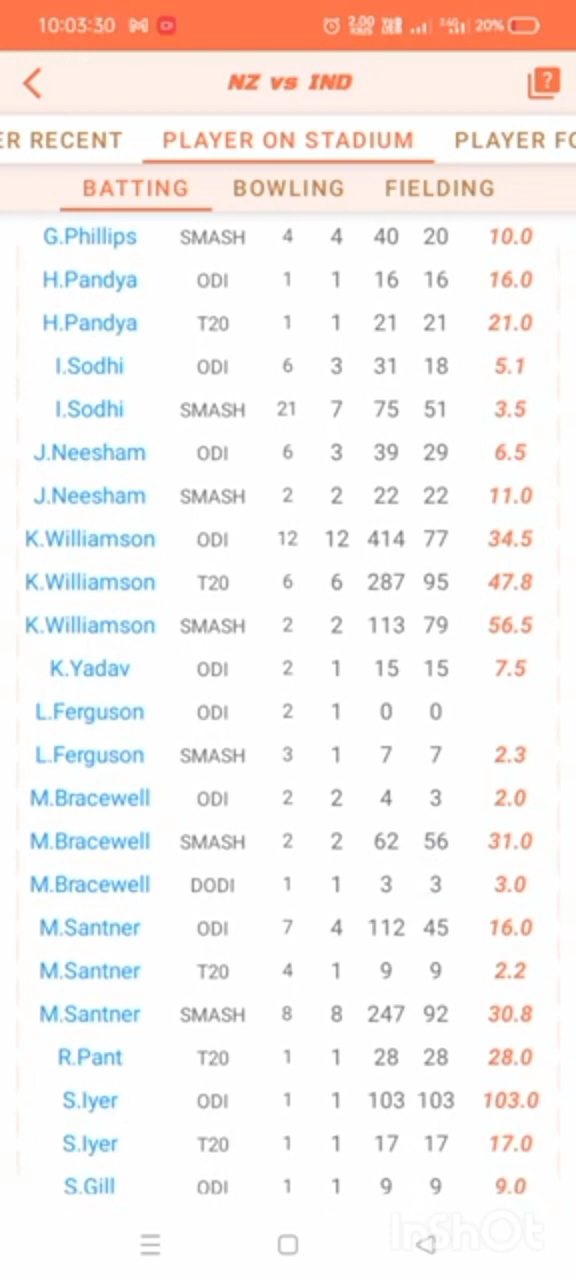 10:03:30 2.00 KB/S 20%
NZ vs IND ?
ER RECENT PLAYER ON STADIUM PLAYER FO
BATTING BOWLING FIELDING
G.Phillips SMASH 4 4 40 20 10.0
H.Pandya ODI 1 1 16 16 16.0
H.Pandya T20 1 1 21 21 21.0
I.Sodhi ODI 6 3 31 18 5.1
I.Sodhi SMASH 21 7 75 51 3.5
J.Neesham ODI 6 3 39 29 6.5
J.Neesham SMASH 2 2 22 22 11.0
K.Williamson ODI 12 12 414 77 34.5
K.Williamson T20 6 6 287 95 47.8
K.Williamson SMASH 2 2 113 79 56.5
K.Yadav ODI 2 1 15 15 7.5
L.Ferguson ODI 2 1 0 0
L.Ferguson SMASH 3 1 7 7 2.3
M.Bracewell ODI 2 2 4 3 2.0
M.Bracewell SMASH 2 2 62 56 31.0
M.Bracewell DODI 1 1 3 3 3.0
M.Santner ODI 7 4 112 45 16.0
M.Santner T20 4 1 9 9 2.2
M.Santner SMASH 8 8 247 92 30.8
R.Pant T20 1 1 28 28 28.0
S.Iyer ODI 1 1 103 103 103.0
S.Iyer T20 1 1 17 17 17.0
S.Gill ODI 1 1 9 9 9.0
InShOt